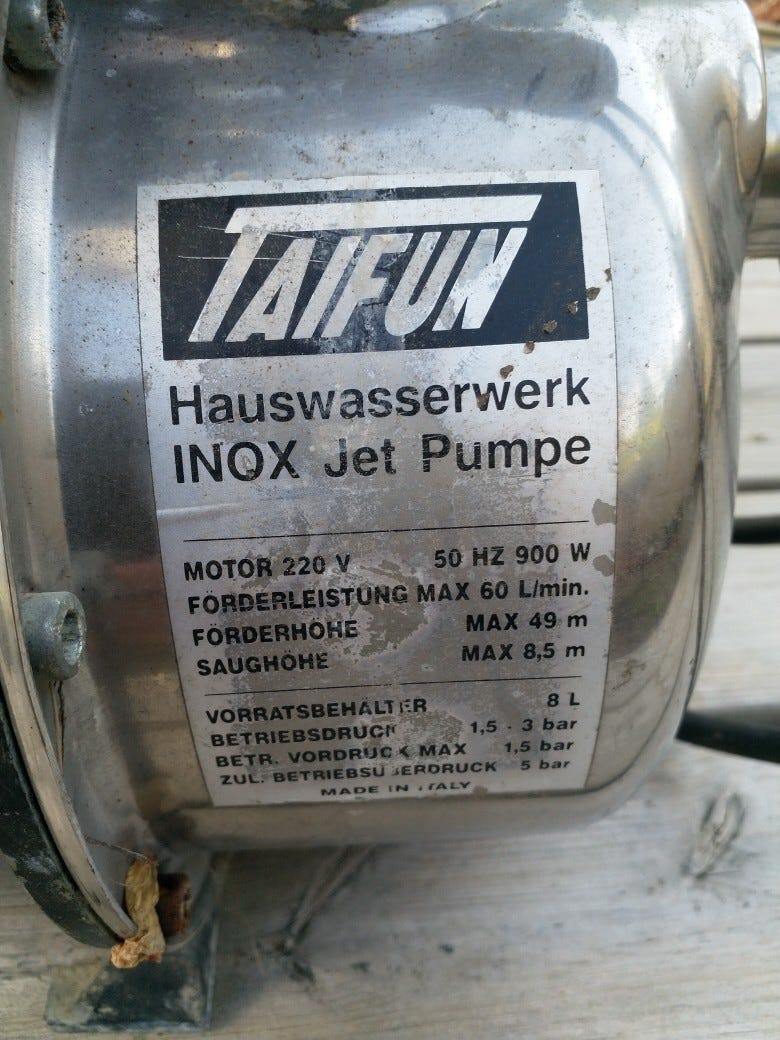 TAIFUN
Hauswasserwerk
INOX Jet Pumpe
MOTOR 220 V 50 HZ 900 W
FÖRDERLEISTUNG MAX 60 L/min.
FÖRDERHÖHE MAX 49 m
SAUGHÖHE MAX 8,5 m
VORRATSBEHÄLTER 8 L
BETRIEBSDRUCK 1,5 - 3 bar
BETR. VORDRUCK MAX 1,5 bar
ZUL. BETRIEBSÜBERDRUCK 5 bar
MADE IN ITALY